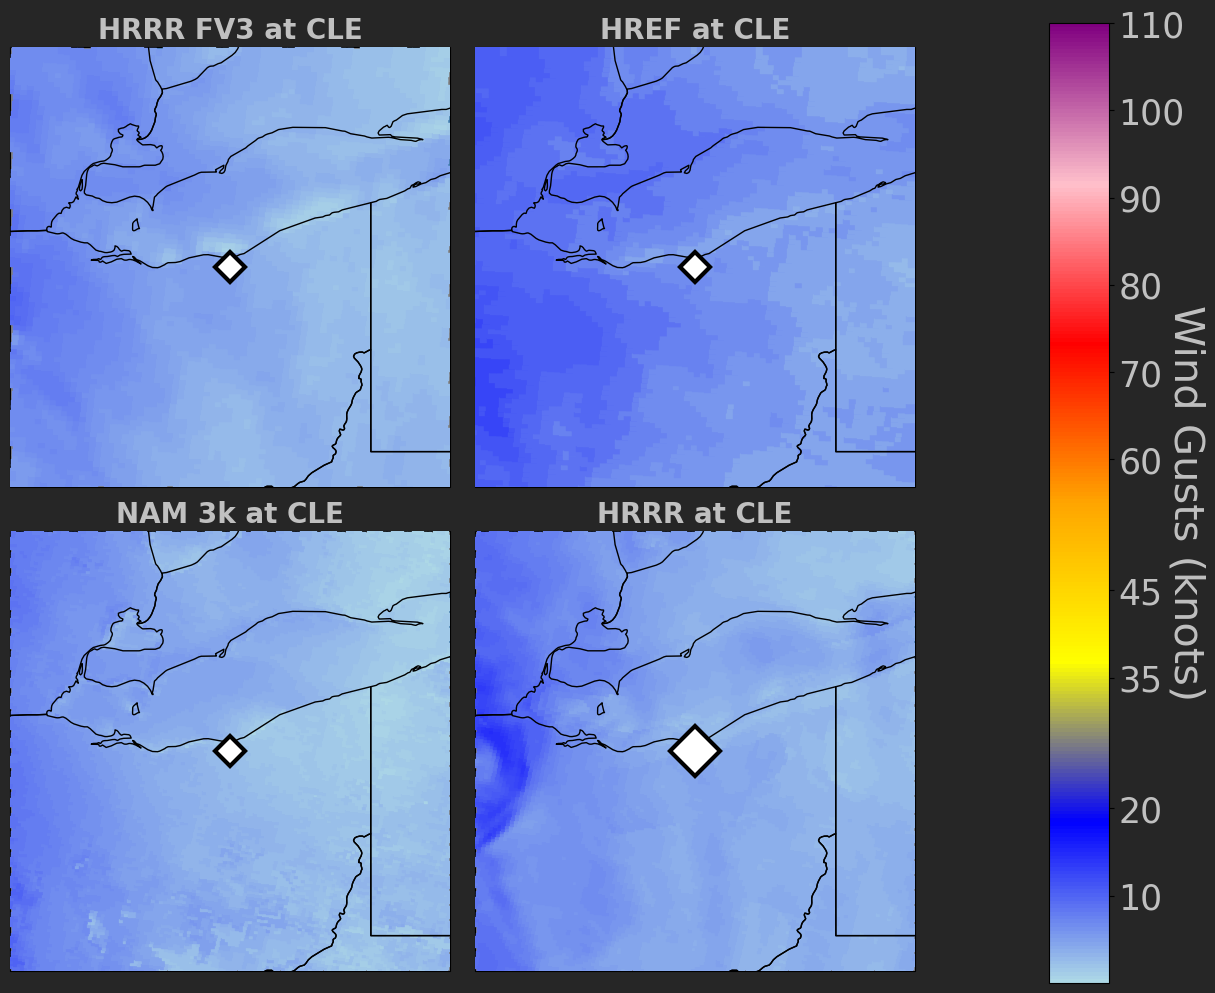 HRRR FV3 at CLE
HREF at CLE
NAM 3k at CLE
HRRR at CLE
110
100
90
80
70
60
45
35
20
10
Wind Gusts (knots)